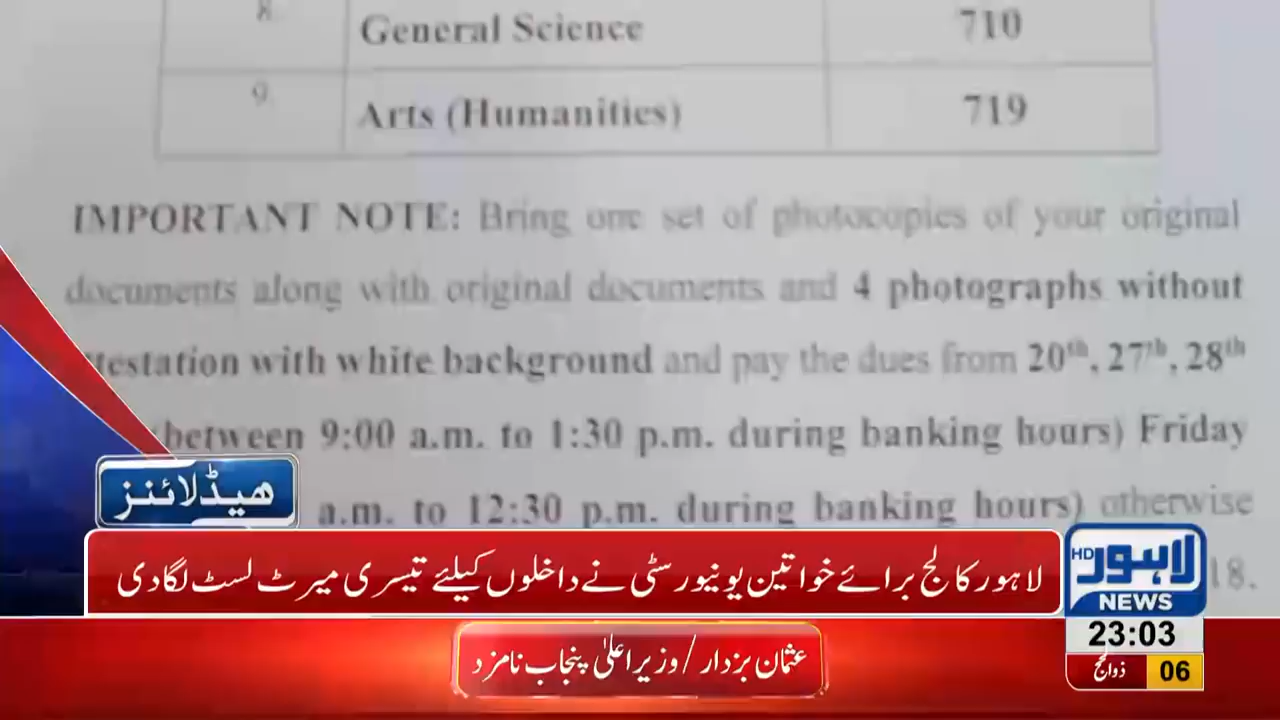 8. General Science 710
9. Arts (Humanities) 719
IMPORTANT NOTE: Bring one set of photocopies of your original
documents along with original documents and 4 photographs without
testation with white background and pay the dues from 20th, 27th, 28th
between 9:00 a.m. to 1:30 p.m. during banking hours) Friday
a.m. to 12:30 p.m. during banking hours) otherwise
18.
ہیڈلائنز
لاہور کالج برائے خواتین یونیورسٹی نے داخلوں کیلئے تیسری میرٹ لسٹ لگا دی
HD لاہور
NEWS
23:03
ذوالحج 06
عثمان بزدار / وزیراعلیٰ پنجاب نامزد